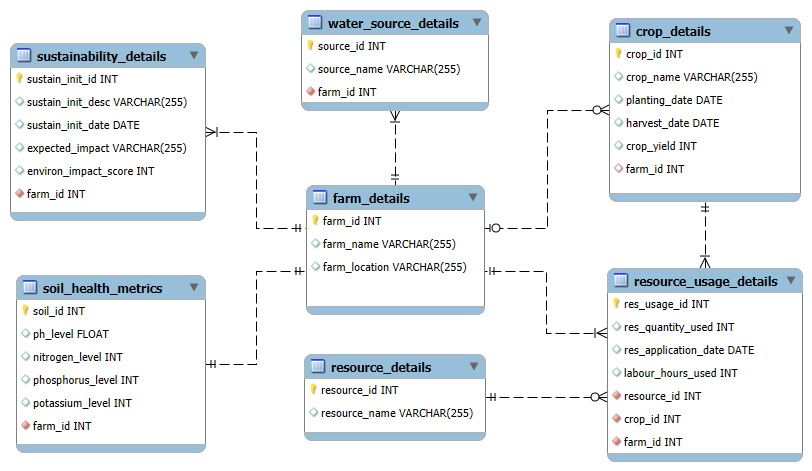 sustainability_details
sustain_init_id INT
sustain_init_desc VARCHAR(255)
sustain_init_date DATE
expected_impact VARCHAR(255)
environ_impact_score INT
farm_id INT
water_source_details
source_id INT
source_name VARCHAR(255)
farm_id INT
crop_details
crop_id INT
crop_name VARCHAR(255)
planting_date DATE
harvest_date DATE
crop_yield INT
farm_id INT
farm_details
farm_id INT
farm_name VARCHAR(255)
farm_location VARCHAR(255)
soil_health_metrics
soil_id INT
ph_level FLOAT
nitrogen_level INT
phosphorus_level INT
potassium_level INT
farm_id INT
resource_details
resource_id INT
resource_name VARCHAR(255)
resource_usage_details
res_usage_id INT
res_quantity_used INT
res_application_date DATE
labour_hours_used INT
resource_id INT
crop_id INT
farm_id INT